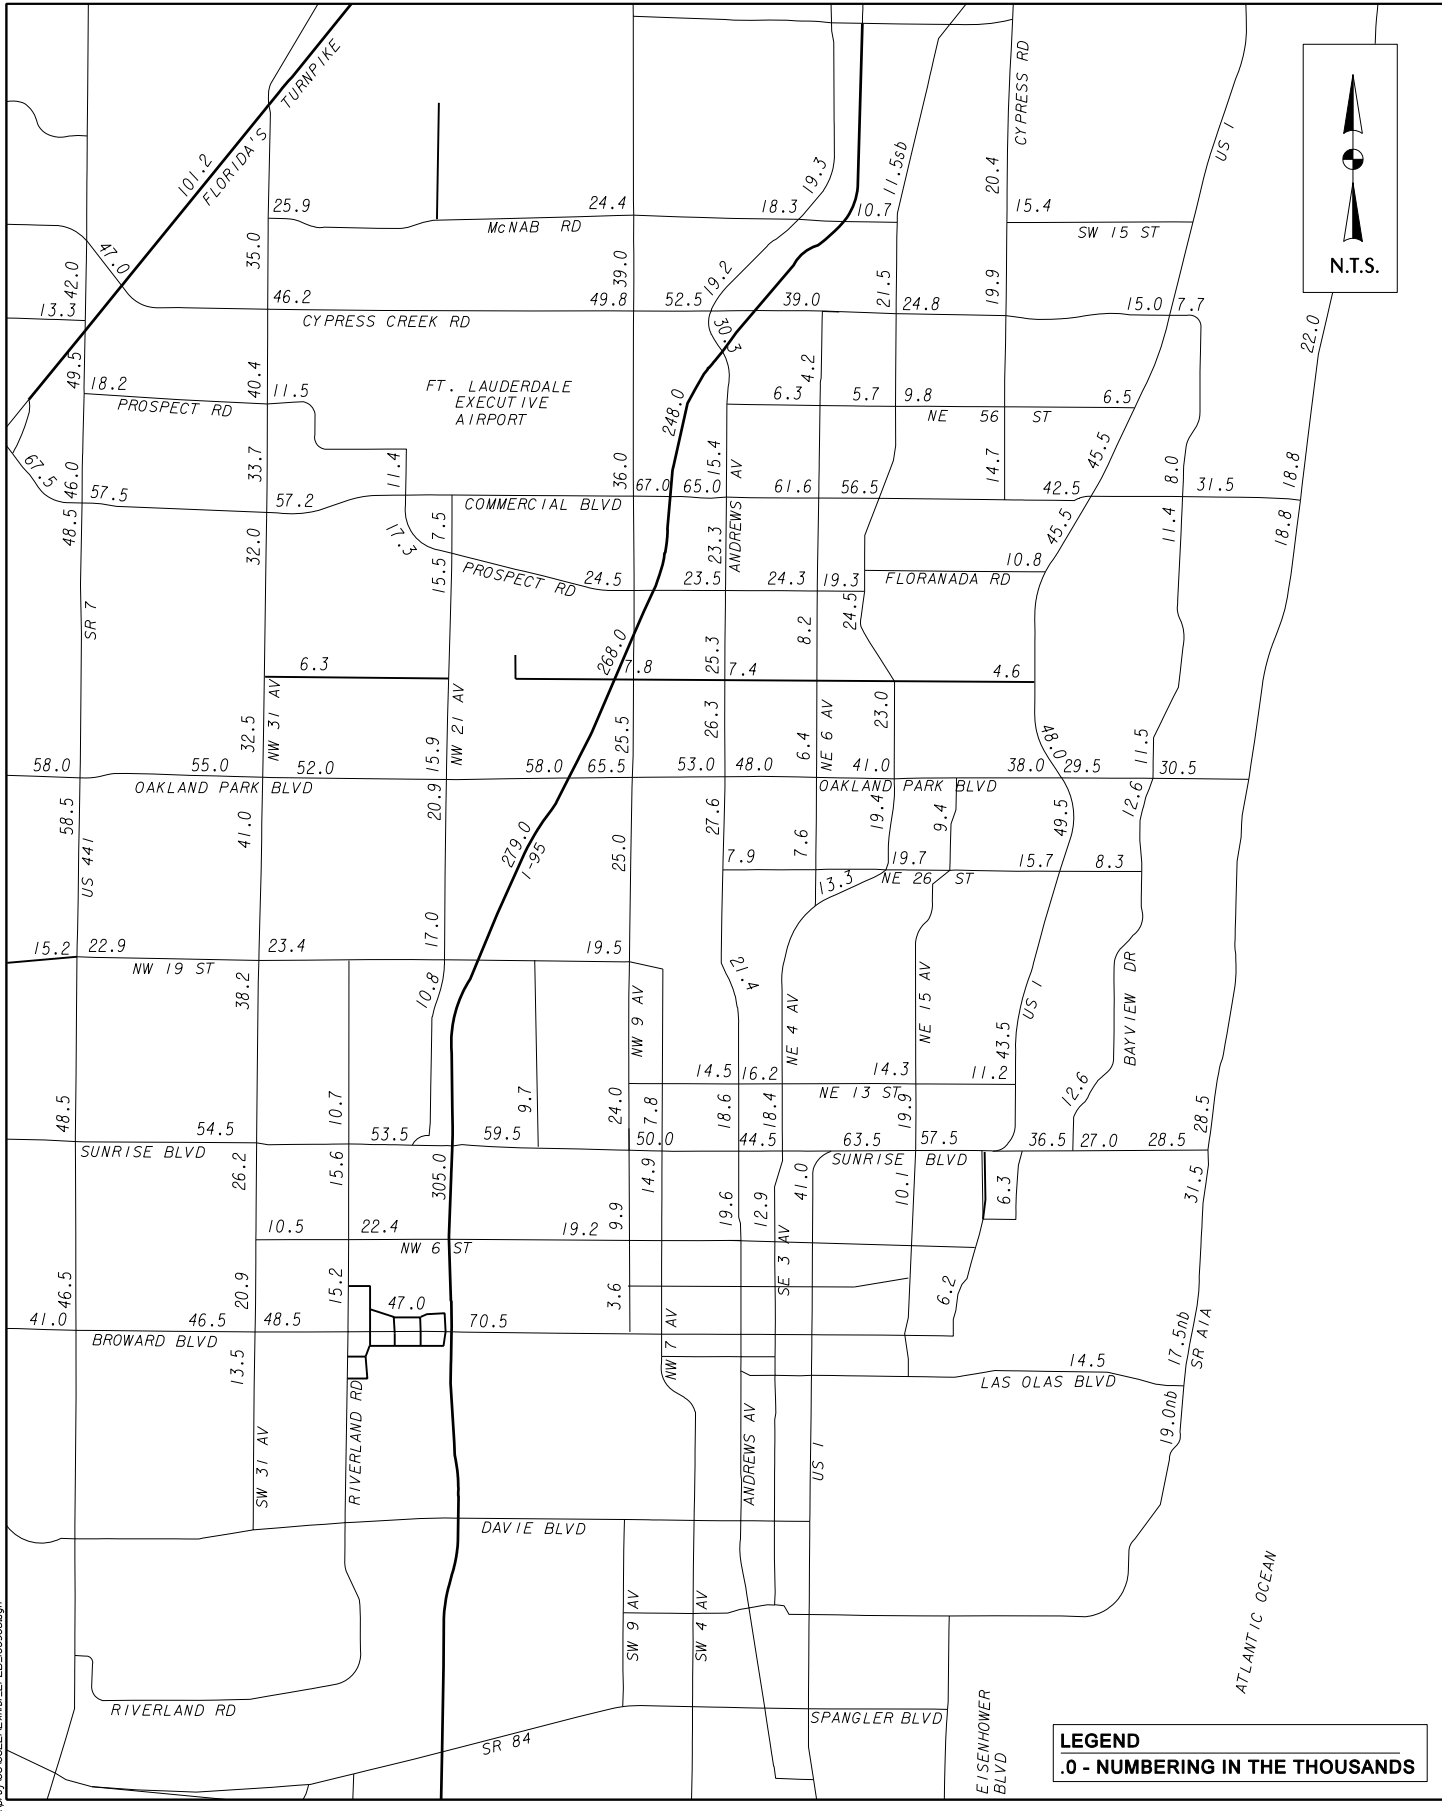 CYPRESS RD
US 1
FLORIDA'S TURNPIKE
101.2
19.3
11.5sb
20.4
N.T.S.
25.9
24.4
18.3
10.7
15.4
McNAB RD
SW 15 ST
47.0
42.0
35.0
39.0
19.2
21.5
19.9
13.3
46.2
49.8
52.5
39.0
24.8
15.0
7.7
CYPRESS CREEK RD
30.3
22.0
49.5
18.2
40.4
11.5
FT. LAUDERDALE
EXECUTIVE
AIRPORT
248.0
4.2
6.3
5.7
9.8
6.5
PROSPECT RD
NE 56 ST
67.5
46.0
33.7
11.4
36.0
15.4
14.7
45.5
8.0
18.8
57.5
57.2
67.0
65.0
61.6
56.5
42.5
31.5
COMMERCIAL BLVD
ANDREWS AV
48.5
32.0
17.3
7.5
23.3
45.5
11.4
18.8
15.5
PROSPECT RD
24.5
23.5
24.3
19.3
10.8
FLORANADA RD
SR 7
24.5
8.2
268.0
25.3
6.3
7.8
7.4
4.6
NW 31 AV
NW 21 AV
32.5
15.9
25.5
26.3
6.4
NE 6 AV
23.0
48.0
11.5
58.0
55.0
52.0
58.0
65.5
53.0
48.0
41.0
38.0
29.5
30.5
OAKLAND PARK BLVD
OAKLAND PARK BLVD
58.5
41.0
20.9
279.0
I-95
25.0
27.6
7.6
19.4
9.4
49.5
12.6
US 441
7.9
19.7
15.7
8.3
13.3
NE 26 ST
17.0
15.2
22.9
23.4
19.5
NW 19 ST
38.2
10.8
21.4
NW 9 AV
NE 4 AV
NE 15 AV
US 1
BAYVIEW DR
43.5
14.5
16.2
14.3
11.2
NE 13 ST
12.6
48.5
10.7
9.7
24.0
7.8
18.6
18.4
19.9
28.5
54.5
53.5
59.5
50.0
44.5
63.5
57.5
36.5
27.0
28.5
SUNRISE BLVD
SUNRISE BLVD
26.2
15.6
305.0
14.9
41.0
10.1
6.3
31.5
9.9
19.6
12.9
10.5
22.4
19.2
NW 6 ST
SE 3 AV
46.5
20.9
15.2
3.6
6.2
41.0
46.5
48.5
47.0
70.5
BROWARD BLVD
17.5nb
SR A1A
13.5
NW 7 AV
14.5
LAS OLAS BLVD
RIVERLAND RD
ANDREWS AV
19.0nb
SW 31 AV
US 1
DAVIE BLVD
SW 9 AV
SW 4 AV
ATLANTIC OCEAN
RIVERLAND RD
SPANGLER BLVD
SR 84
EISENHOWER
BLVD
LEGEND
.0 - NUMBERING IN THE THOUSANDS